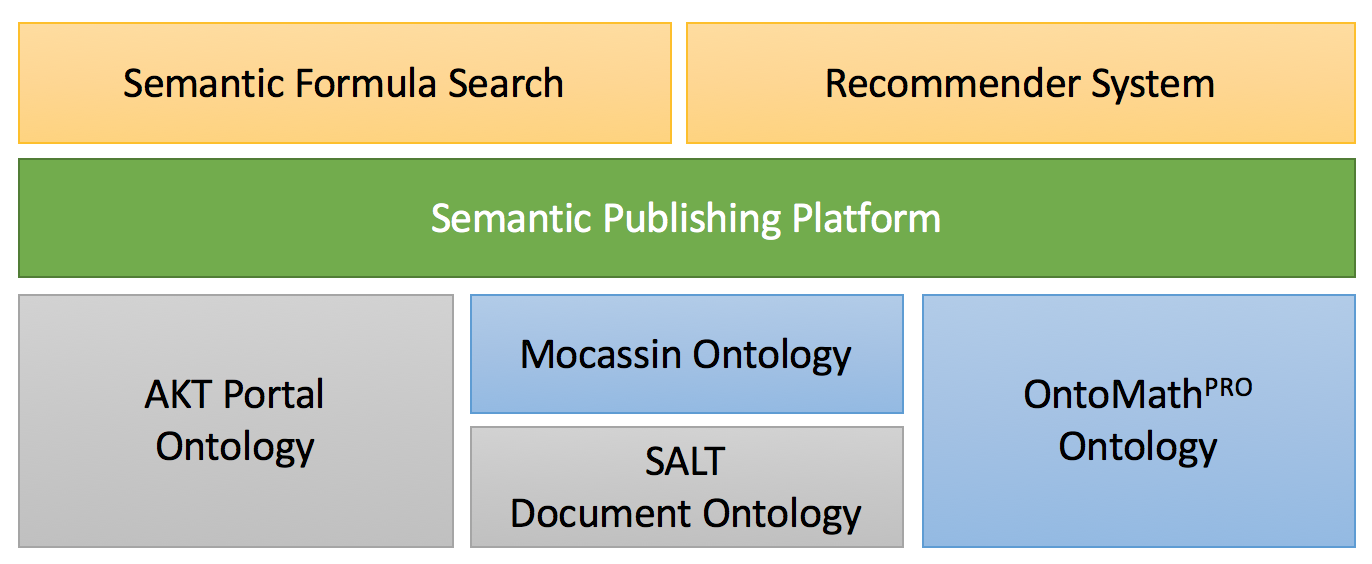 Semantic Formula Search
Recommender System
Semantic Publishing Platform
AKT Portal
Ontology
Mocassin Ontology
SALT
Document Ontology
OntoMathPRO
Ontology